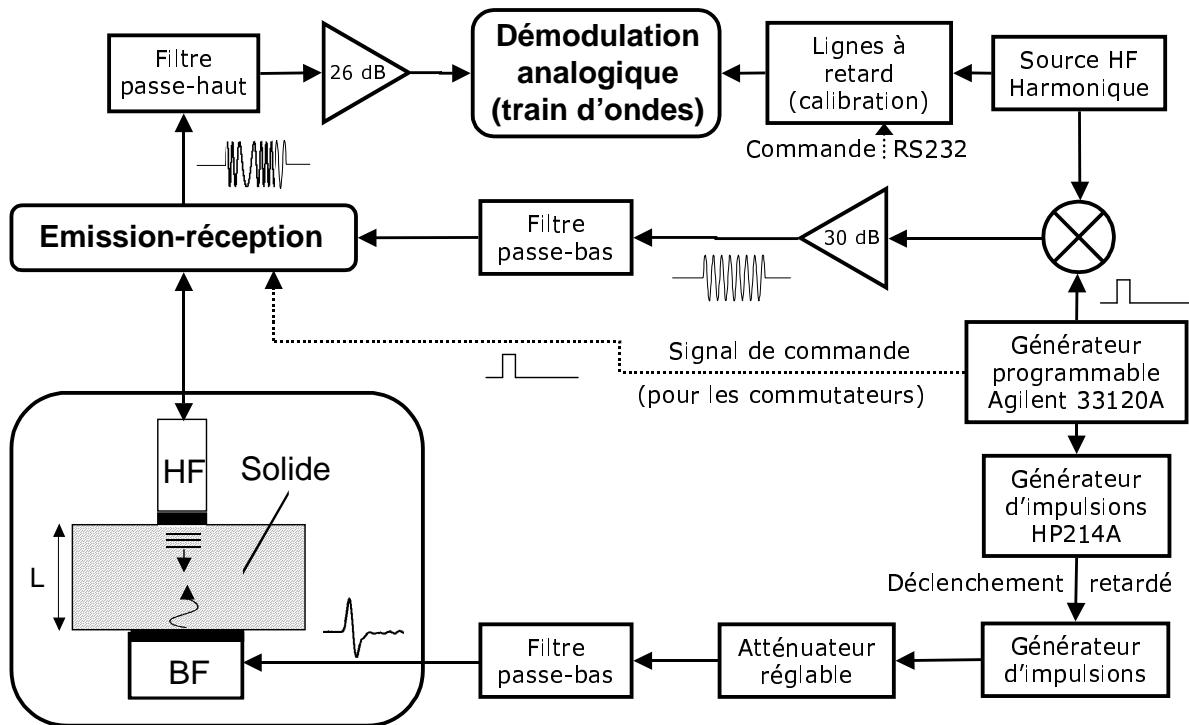 Filtre
passe-haut
26 dB
Démodulation
analogique
(train d'ondes)
Lignes à
retard
(calibration)
Source HF
Harmonique
Commande RS232
Emission-réception
Filtre
passe-bas
30 dB
Signal de commande
(pour les commutateurs)
Générateur
programmable
Agilent 33120A
HF
Solide
L
BF
Générateur
d'impulsions
HP214A
Déclenchement retardé
Filtre
passe-bas
Atténuateur
réglable
Générateur
d'impulsions